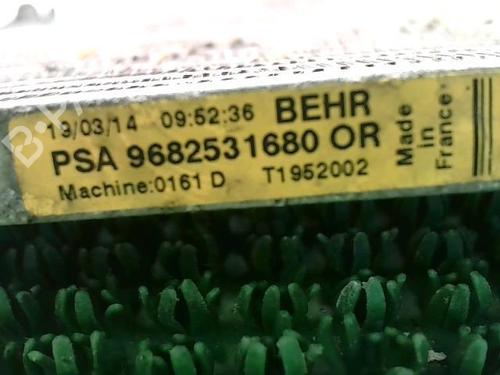 19/03/14 09:52:36 BEHR
PSA 9682531680 OR
Machine:0161 D T1952002
Made
in
France